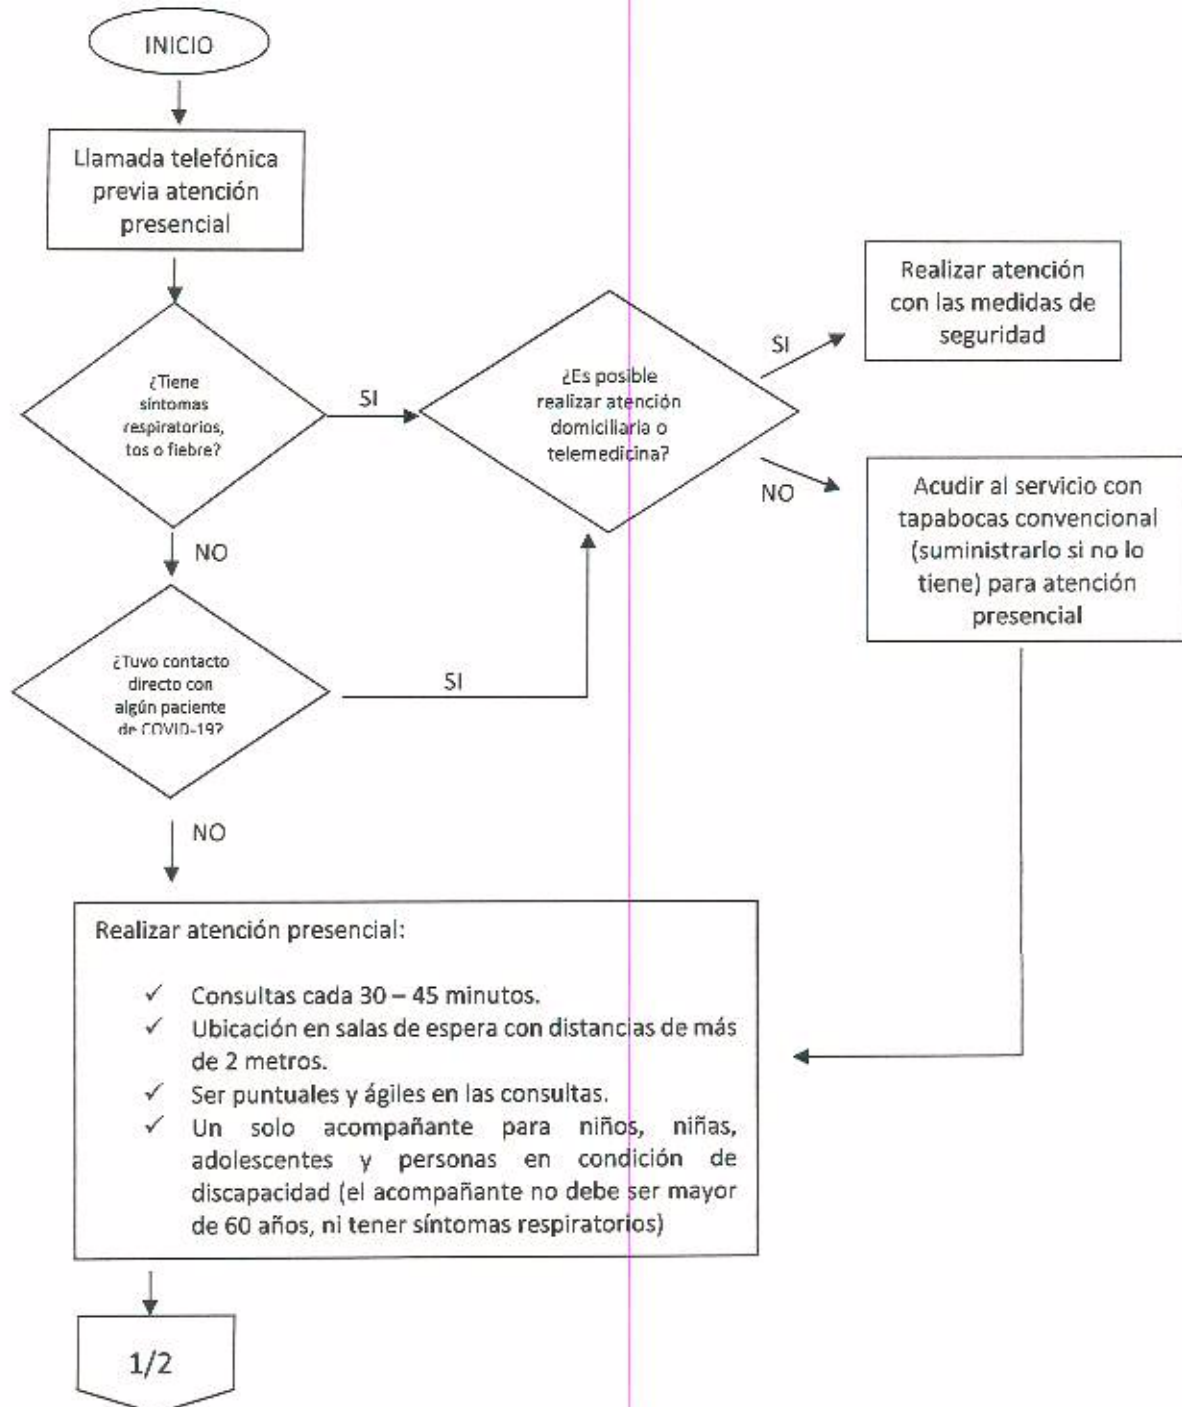 INICIO
Llamada telefónica
previa atención
presencial
¿Tiene
síntomas
respiratorios,
tos o fiebre?
SI
¿Es posible
realizar atención
domiciliaria o
telemedicina?
SI
Realizar atención
con las medidas de
seguridad
NO
Acudir al servicio con
tapabocas convencional
(suministrarlo si no lo
tiene) para atención
presencial
NO
¿Tuvo contacto
directo con
algún paciente
de COVID-19?
SI
NO
Realizar atención presencial:
✓ Consultas cada 30 – 45 minutos.
✓ Ubicación en salas de espera con distancias de más
de 2 metros.
✓ Ser puntuales y ágiles en las consultas.
✓ Un solo acompañante para niños, niñas,
adolescentes y personas en condición de
discapacidad (el acompañante no debe ser mayor
de 60 años, ni tener síntomas respiratorios)
1/2